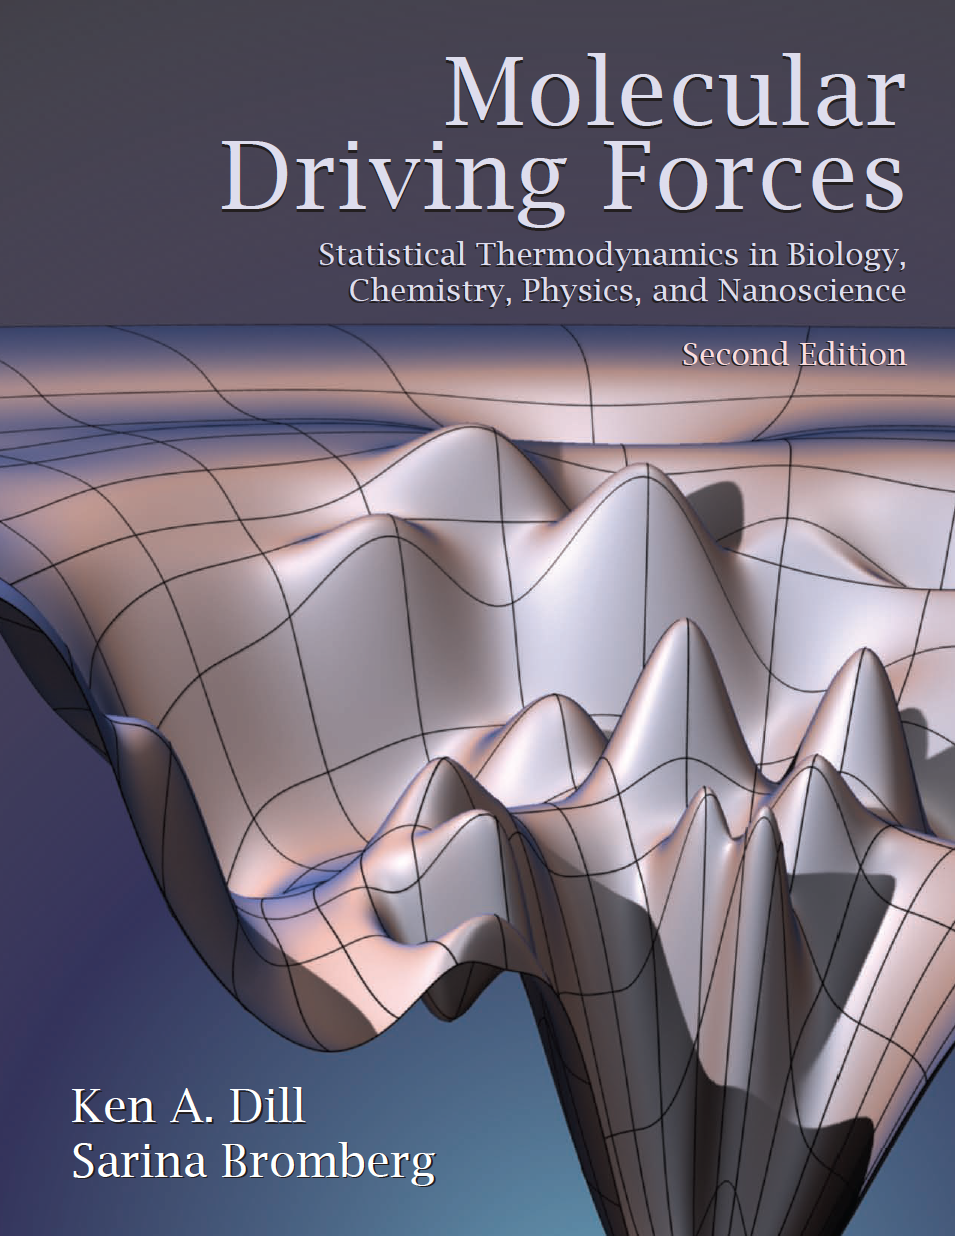 Molecular
Driving Forces
Statistical Thermodynamics in Biology,
Chemistry, Physics, and Nanoscience
Second Edition
Ken A. Dill
Sarina Bromberg